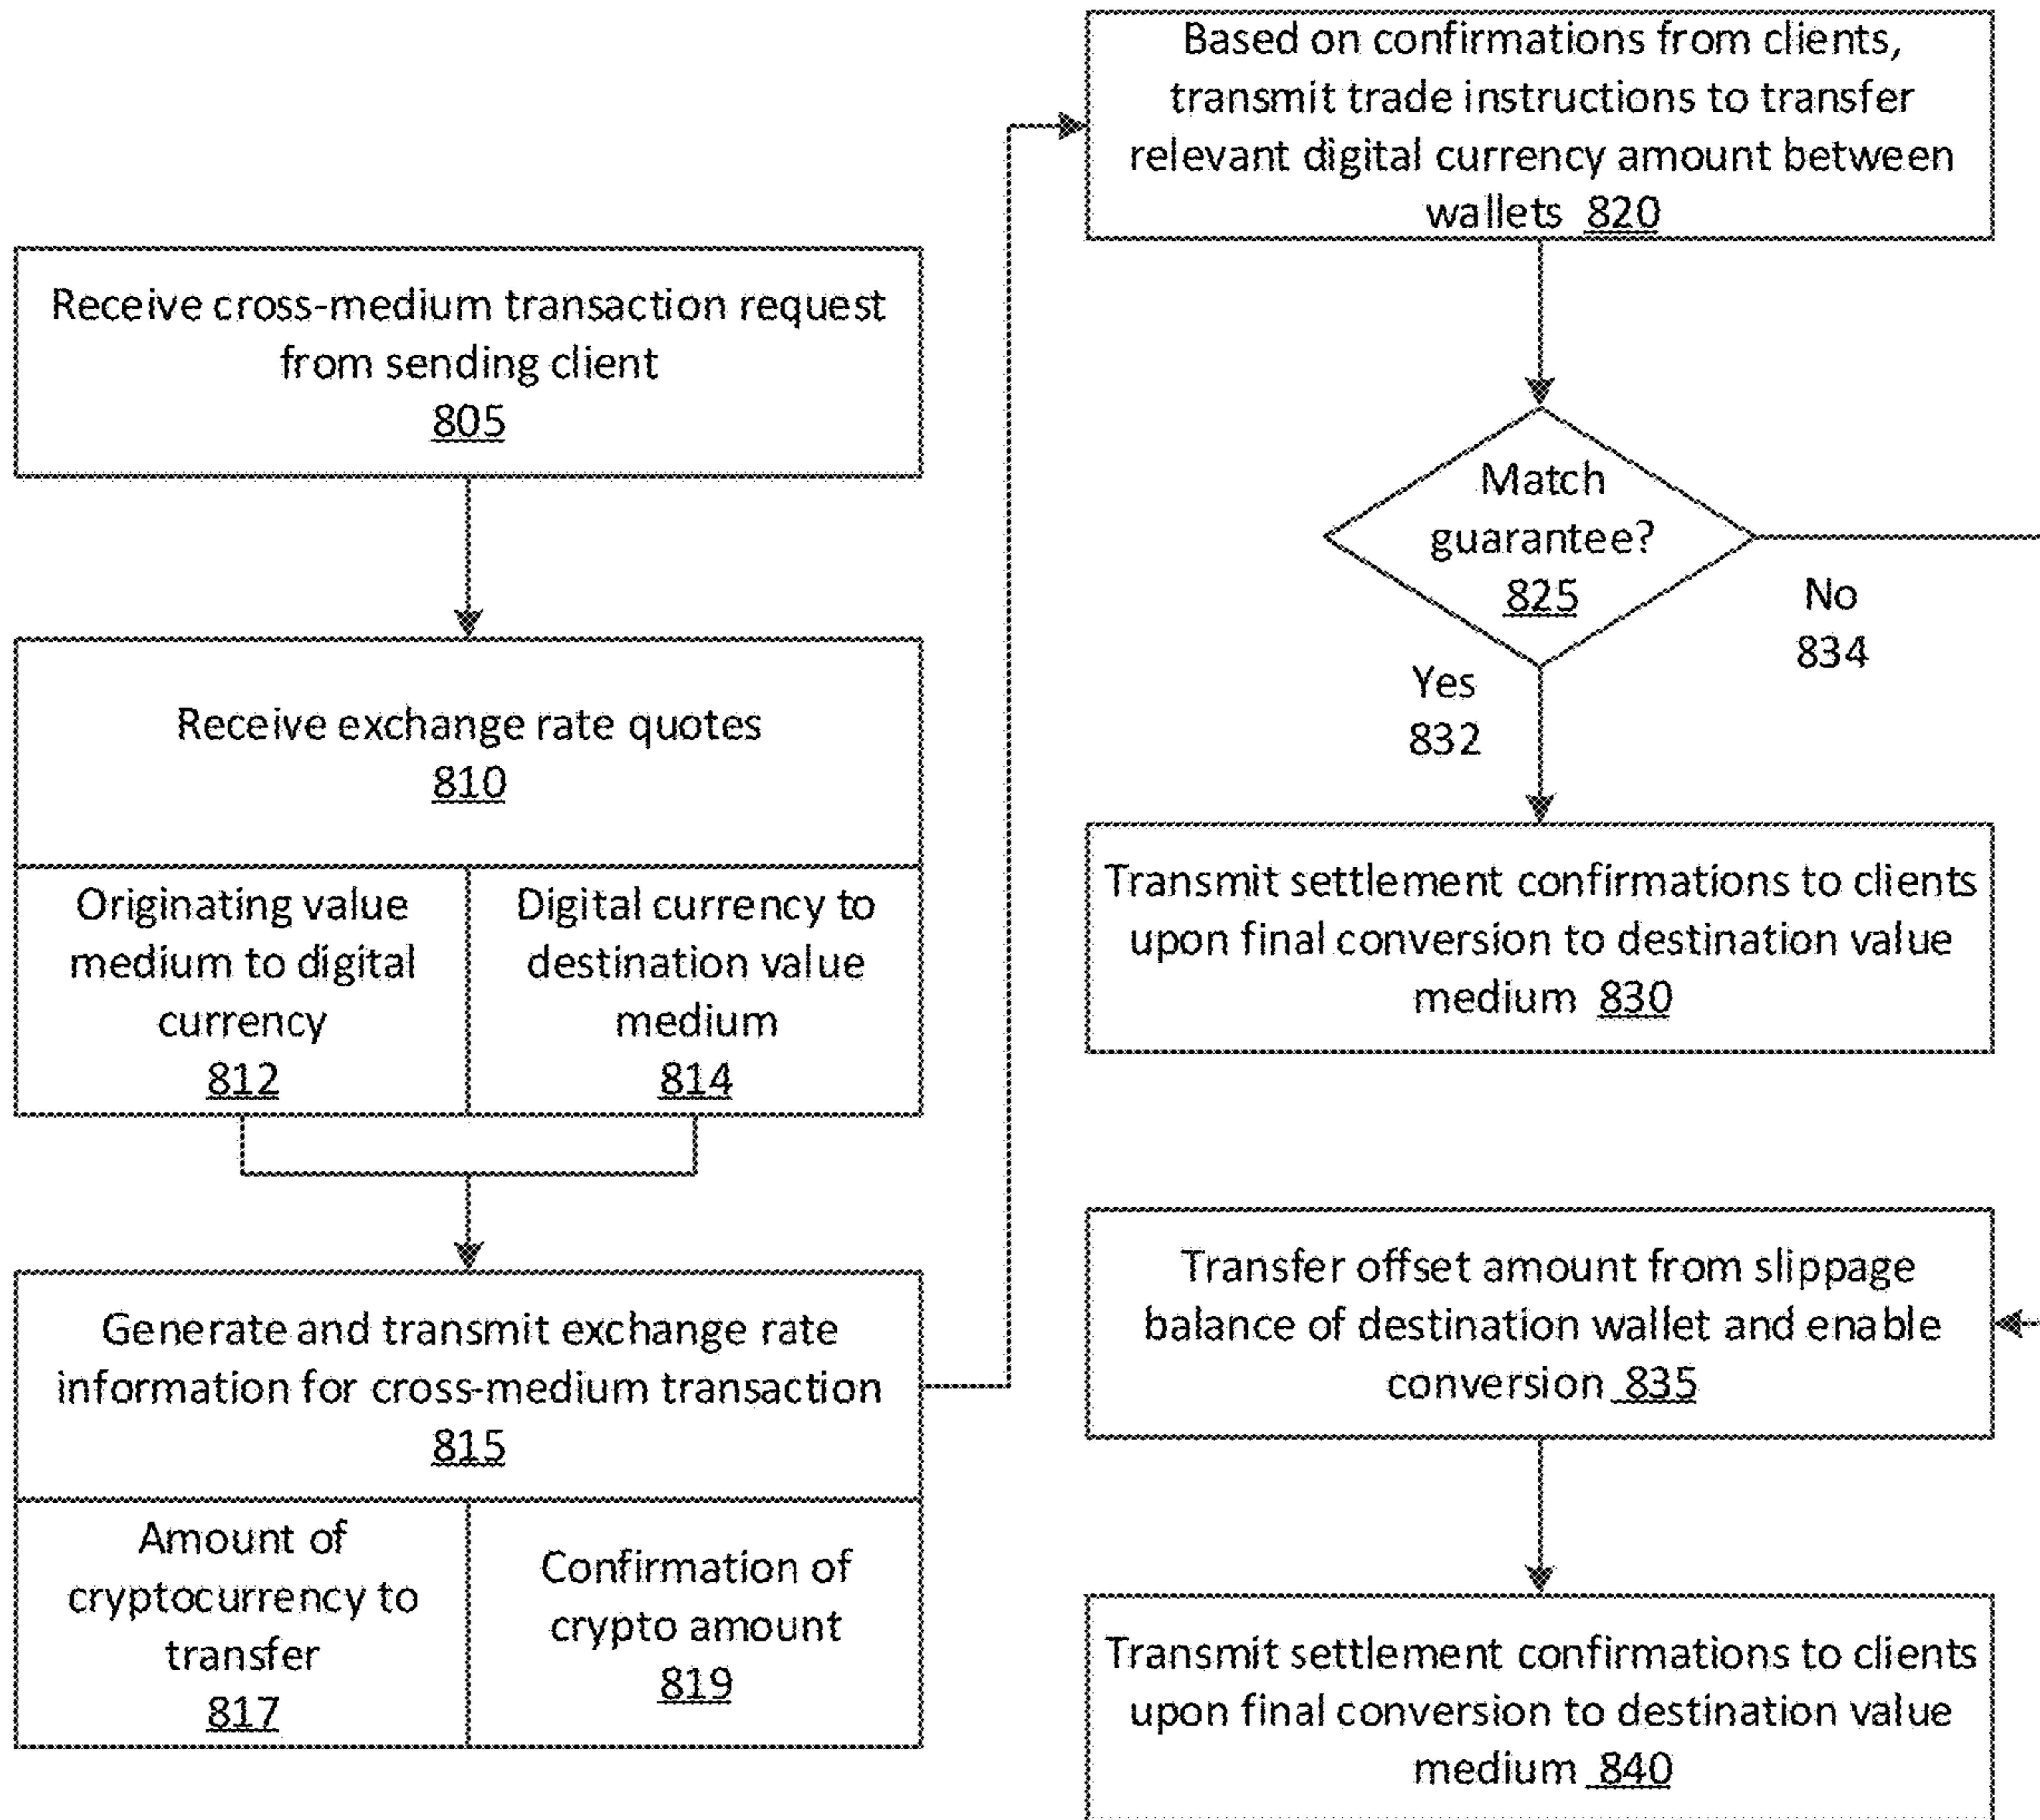 Receive cross-medium transaction request
from sending client
805
Receive exchange rate quotes
810
Originating value
medium to digital
currency
812
Digital currency to
destination value
medium
814
Generate and transmit exchange rate
information for cross-medium transaction
815
Amount of
cryptocurrency to
transfer
817
Confirmation of
crypto amount
819
Based on confirmations from clients,
transmit trade instructions to transfer
relevant digital currency amount between
wallets 820
Match
guarantee?
825
No
834
Yes
832
Transmit settlement confirmations to clients
upon final conversion to destination value
medium 830
Transfer offset amount from slippage
balance of destination wallet and enable
conversion 835
Transmit settlement confirmations to clients
upon final conversion to destination value
medium 840